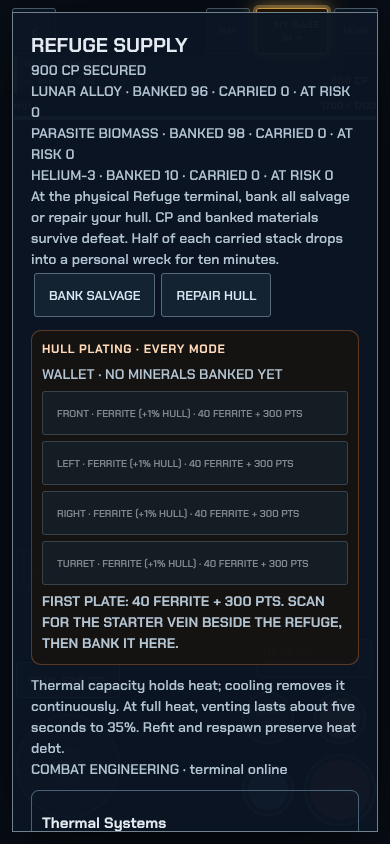 REFUGE SUPPLY
900 CP SECURED
LUNAR ALLOY · BANKED 96 · CARRIED 0 · AT RISK
0
PARASITE BIOMASS · BANKED 98 · CARRIED 0 · AT
RISK 0
HELIUM-3 · BANKED 10 · CARRIED 0 · AT RISK 0
At the physical Refuge terminal, bank all salvage
or repair your hull. CP and banked materials
survive defeat. Half of each carried stack drops
into a personal wreck for ten minutes.
BANK SALVAGE REPAIR HULL
HULL PLATING · EVERY MODE
WALLET · NO MINERALS BANKED YET
FRONT · FERRITE (+1% HULL) · 40 FERRITE + 300 PTS
LEFT · FERRITE (+1% HULL) · 40 FERRITE + 300 PTS
RIGHT · FERRITE (+1% HULL) · 40 FERRITE + 300 PTS
TURRET · FERRITE (+1% HULL) · 40 FERRITE + 300 PTS
FIRST PLATE: 40 FERRITE + 300 PTS. SCAN
FOR THE STARTER VEIN BESIDE THE REFUGE,
THEN BANK IT HERE.
Thermal capacity holds heat; cooling removes it
continuously. At full heat, venting lasts about five
seconds to 35%. Refit and respawn preserve heat
debt.
COMBAT ENGINEERING · terminal online
Thermal Systems